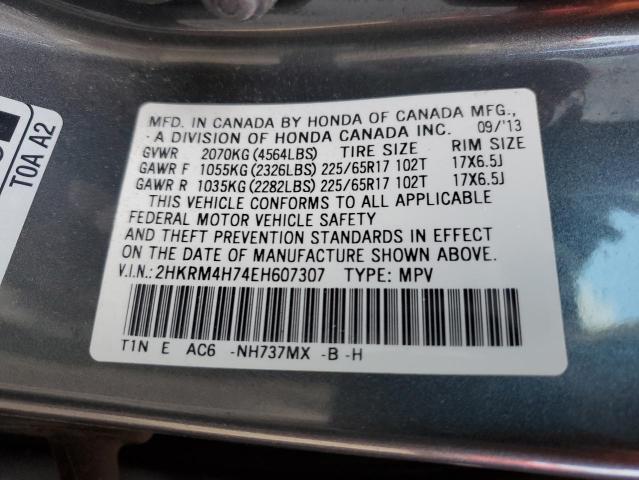 MFD. IN CANADA BY HONDA OF CANADA MFG.,
A DIVISION OF HONDA CANADA INC. 09/'13
GVWR 2070KG (4564LBS) TIRE SIZE RIM SIZE
GAWR F 1055KG (2326LBS) 225/65R17 102T 17X6.5J
GAWR R 1035KG (2282LBS) 225/65R17 102T 17X6.5J
THIS VEHICLE CONFORMS TO ALL APPLICABLE
FEDERAL MOTOR VEHICLE SAFETY
AND THEFT PREVENTION STANDARDS IN EFFECT
ON THE DATE OF MANUFACTURE SHOWN ABOVE.
V.I.N.: 2HKRM4H74EH607307 TYPE: MPV
T1N E AC6 -NH737MX -B -H
T0A A2